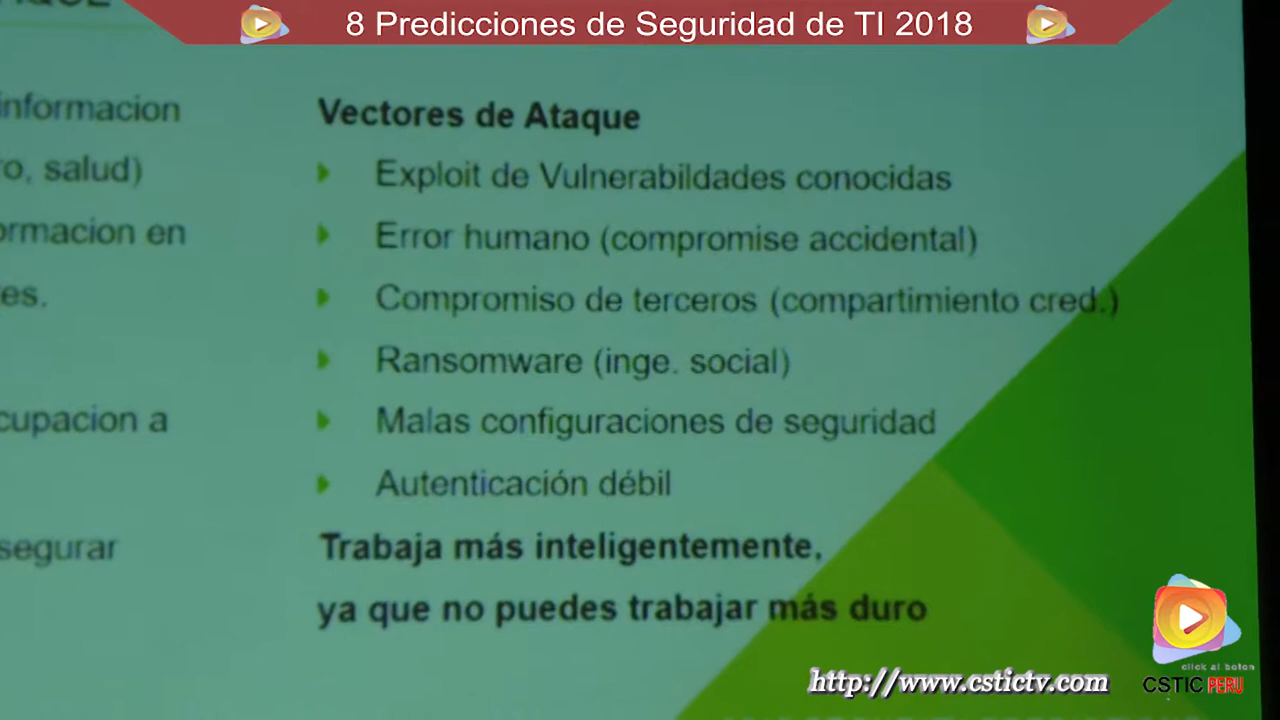 8 Predicciones de Seguridad de TI 2018
informacion
ro, salud)
ormacion en
es.
cupacion a
segurar
Vectores de Ataque
Exploit de Vulnerabildades conocidas
Error humano (compromise accidental)
Compromiso de terceros (compartimiento cred.)
Ransomware (inge. social)
Malas configuraciones de seguridad
Autenticación débil
Trabaja más inteligentemente,
ya que no puedes trabajar más duro
click al boton
CSTIC PERU
http://www.cstictv.com